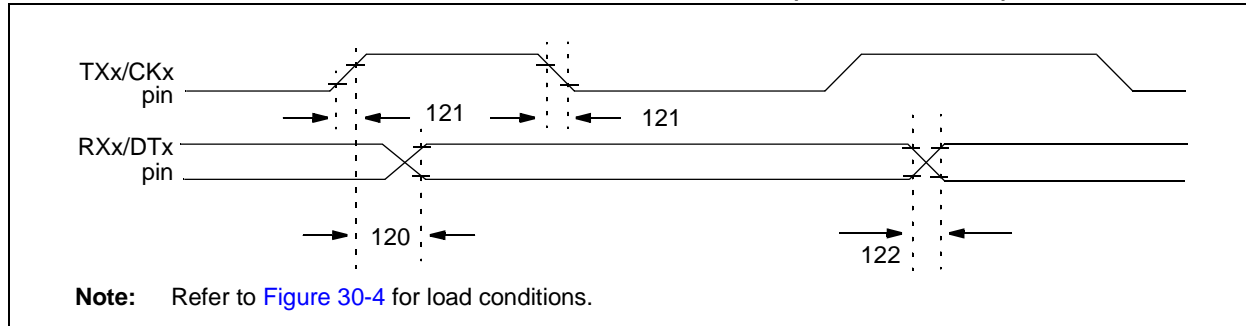 TXx/CKx
pin
121
121
RXx/DTx
pin
120
122
Note: Refer to Figure 30-4 for load conditions.